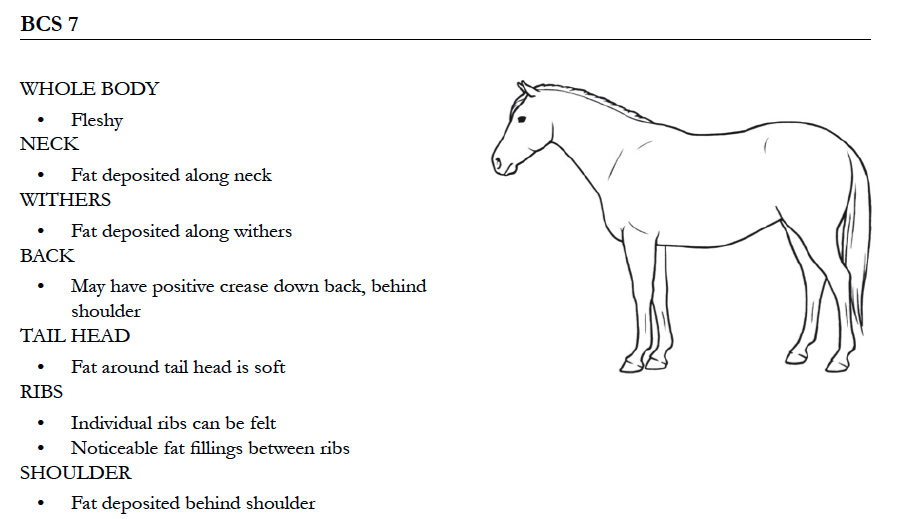 BCS 7
WHOLE BODY
• Fleshy
NECK
• Fat deposited along neck
WITHERS
• Fat deposited along withers
BACK
• May have positive crease down back, behind
shoulder
TAIL HEAD
• Fat around tail head is soft
RIBS
• Individual ribs can be felt
• Noticeable fat fillings between ribs
SHOULDER
• Fat deposited behind shoulder